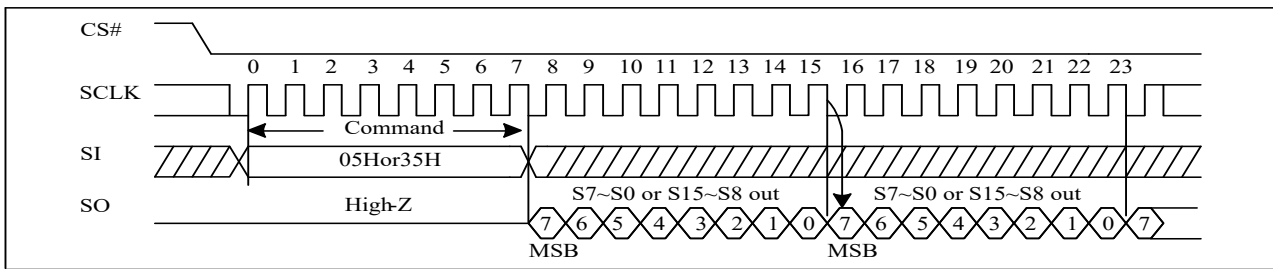 CS#
0 1 2 3 4 5 6 7 8 9 10 11 12 13 14 15 16 17 18 19 20 21 22 23
SCLK
Command
SI
05Hor35H
S7~S0 or S15~S8 out S7~S0 or S15~S8 out
SO
High-Z
7 6 5 4 3 2 1 0 7 6 5 4 3 2 1 0 7
MSB MSB